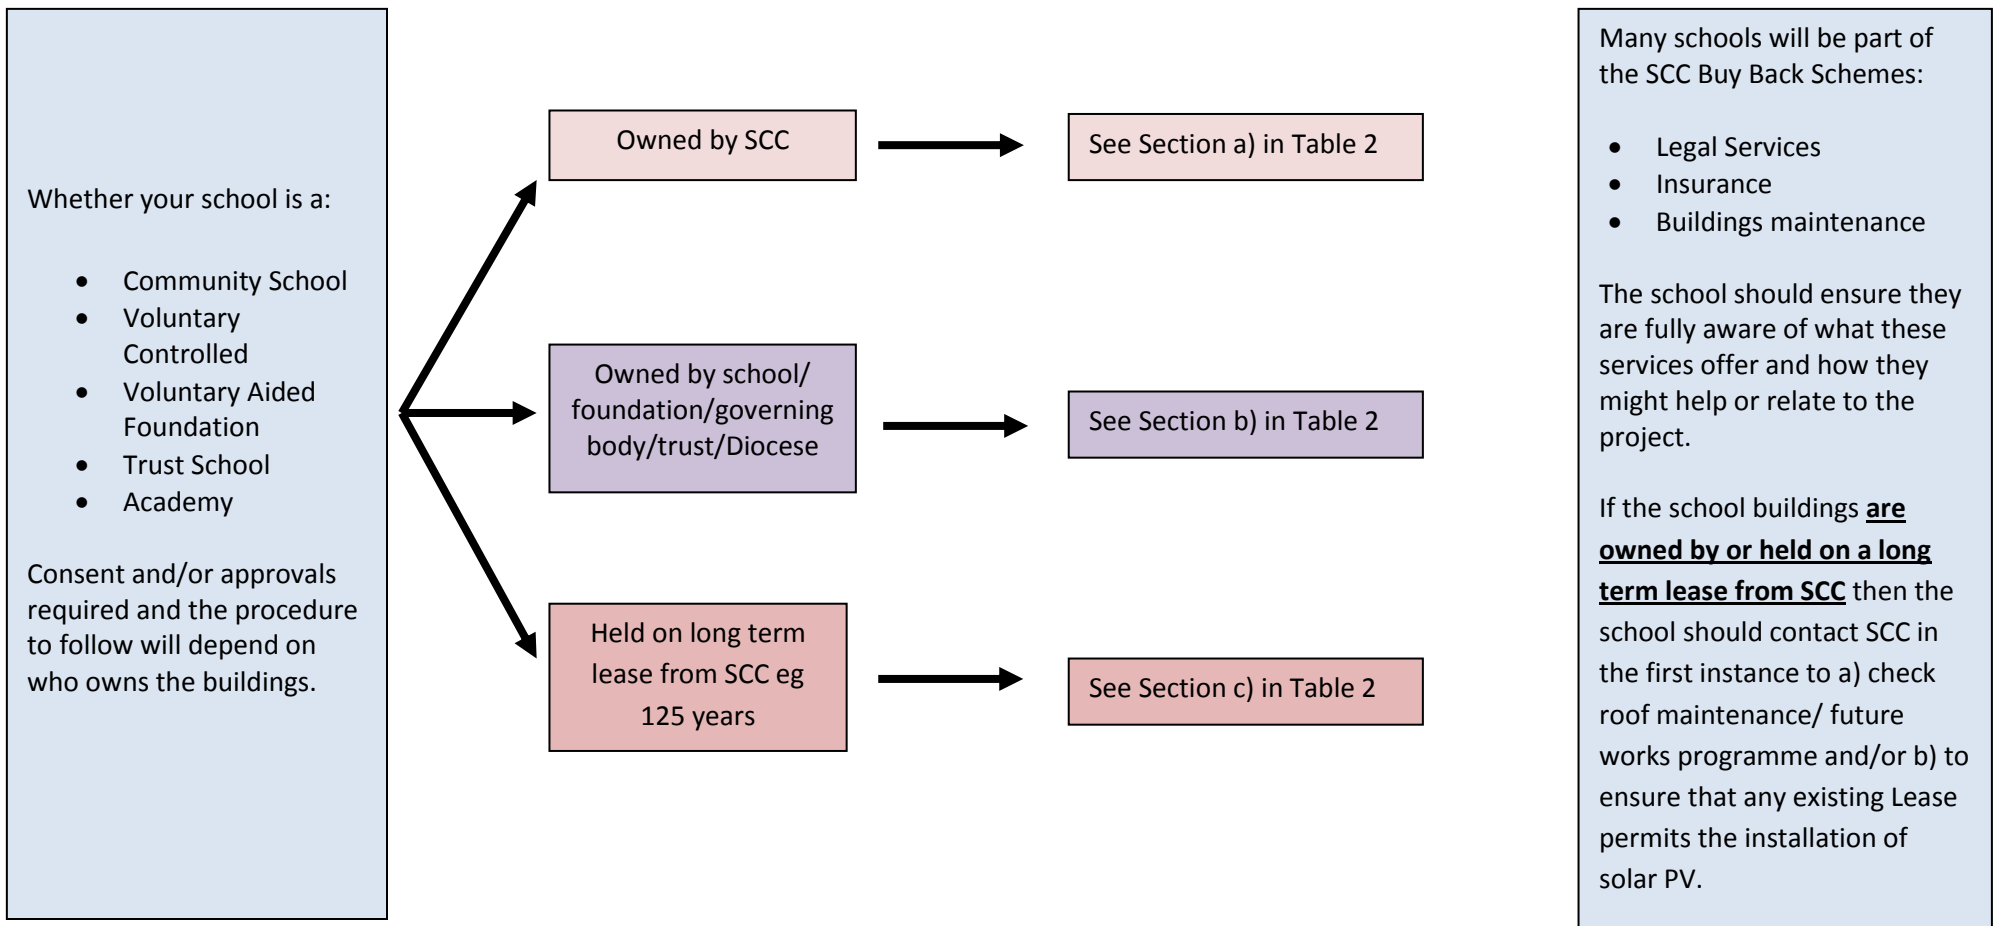 Whether your school is a:
• Community School
• Voluntary
Controlled
• Voluntary Aided
Foundation
• Trust School
• Academy
Consent and/or approvals
required and the procedure
to follow will depend on
who owns the buildings.
Owned by SCC
See Section a) in Table 2
Owned by school/
foundation/governing
body/trust/Diocese
See Section b) in Table 2
Held on long term
lease from SCC eg
125 years
See Section c) in Table 2
Many schools will be part of
the SCC Buy Back Schemes:
• Legal Services
• Insurance
• Buildings maintenance
The school should ensure they
are fully aware of what these
services offer and how they
might help or relate to the
project.
If the school buildings are
owned by or held on a long
term lease from SCC then the
school should contact SCC in
the first instance to a) check
roof maintenance/ future
works programme and/or b) to
ensure that any existing Lease
permits the installation of
solar PV.